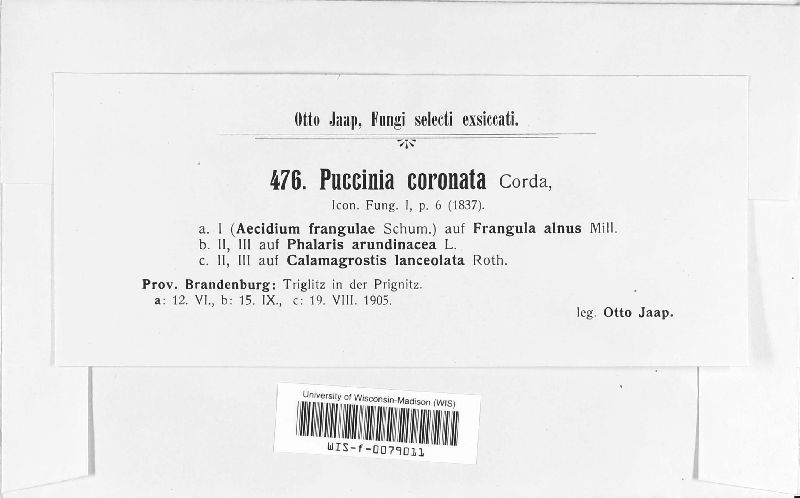 Otto Jaap, Fungi selecti exsiccati.
476. Puccinia coronata Corda,
Icon. Fung. I, p. 6 (1837).
a. I (Aecidium frangulae Schum.) auf Frangula alnus Mill.
b. II, III auf Phalaris arundinacea L.
c. II, III auf Calamagrostis lanceolata Roth.
Prov. Brandenburg: Triglitz in der Prignitz.
a: 12. VI., b: 15. IX., c: 19. VIII. 1905.
leg. Otto Jaap.
University of Wisconsin-Madison (WIS)
WIS-f-0079011